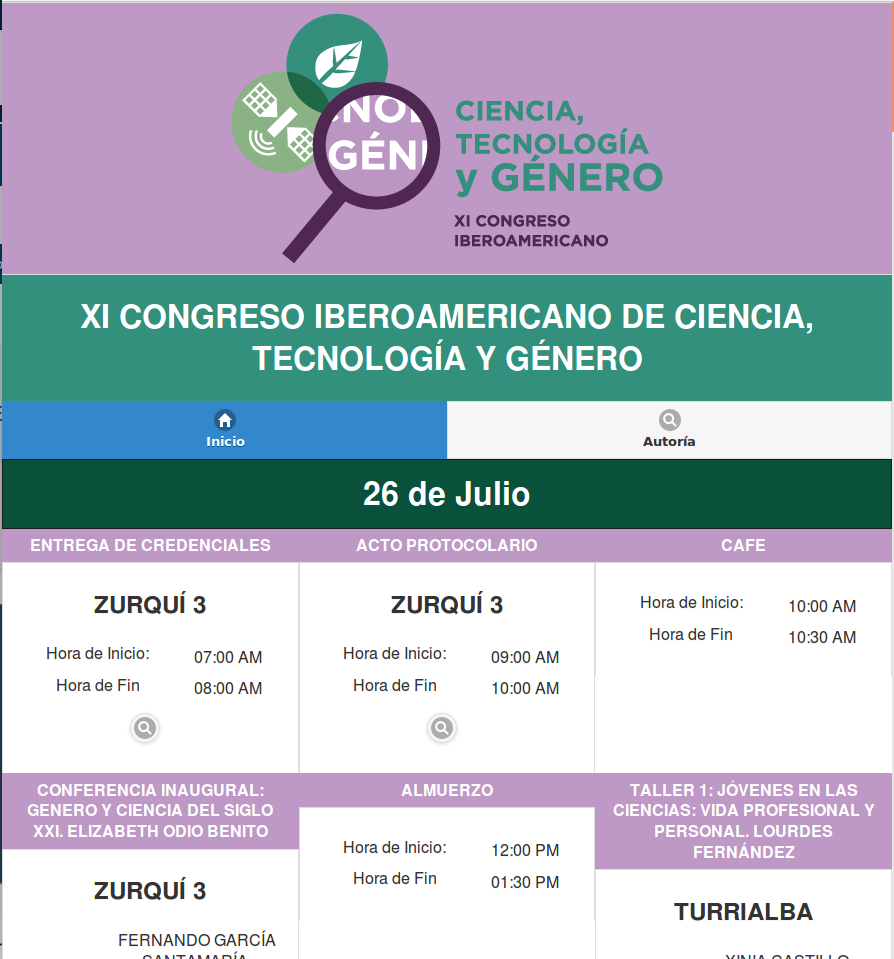 ENOL
GÉNI
CIENCIA,
TECNOLOGÍA
y GÉNERO
XI CONGRESO
IBEROAMERICANO
XI CONGRESO IBEROAMERICANO DE CIENCIA,
TECNOLOGÍA Y GÉNERO
Inicio
Autoría
26 de Julio
ENTREGA DE CREDENCIALES
ZURQUÍ 3
Hora de Inicio: 07:00 AM
Hora de Fin 08:00 AM
ACTO PROTOCOLARIO
ZURQUÍ 3
Hora de Inicio: 09:00 AM
Hora de Fin 10:00 AM
CAFE
Hora de Inicio: 10:00 AM
Hora de Fin 10:30 AM
CONFERENCIA INAUGURAL:
GENERO Y CIENCIA DEL SIGLO
XXI. ELIZABETH ODIO BENITO
ZURQUÍ 3
FERNANDO GARCÍA
SANTAMARÍA
ALMUERZO
Hora de Inicio: 12:00 PM
Hora de Fin 01:30 PM
TALLER 1: JÓVENES EN LAS
CIENCIAS: VIDA PROFESIONAL Y
PERSONAL. LOURDES
FERNÁNDEZ
TURRIALBA
XINIA CASTILLO